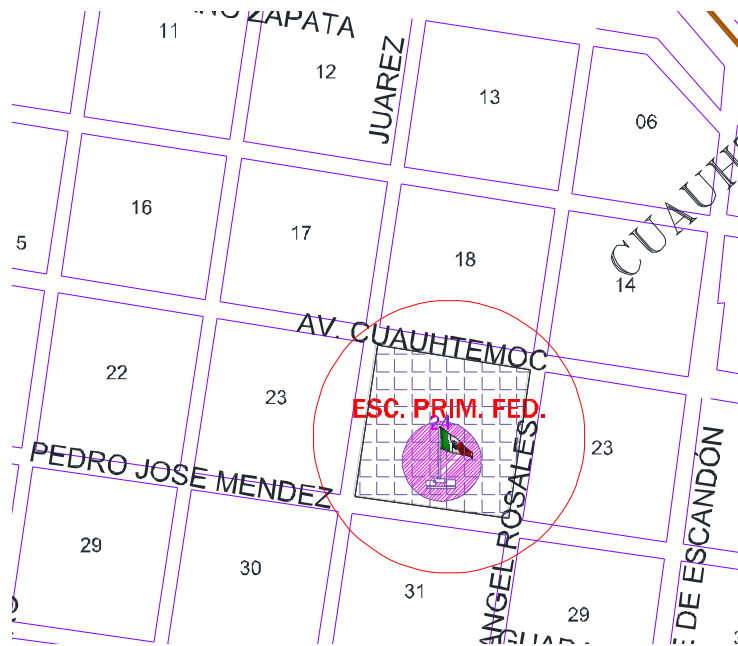 ZAPATA
11
12
JUAREZ
13
06
16
17
5
18
14
AV. CUAUHTEMOC
22
23
ESC. PRIM. FED.
24
23
PEDRO JOSE MENDEZ
ANGEL ROSALES
DE ESCANDÓN
29
30
31
29